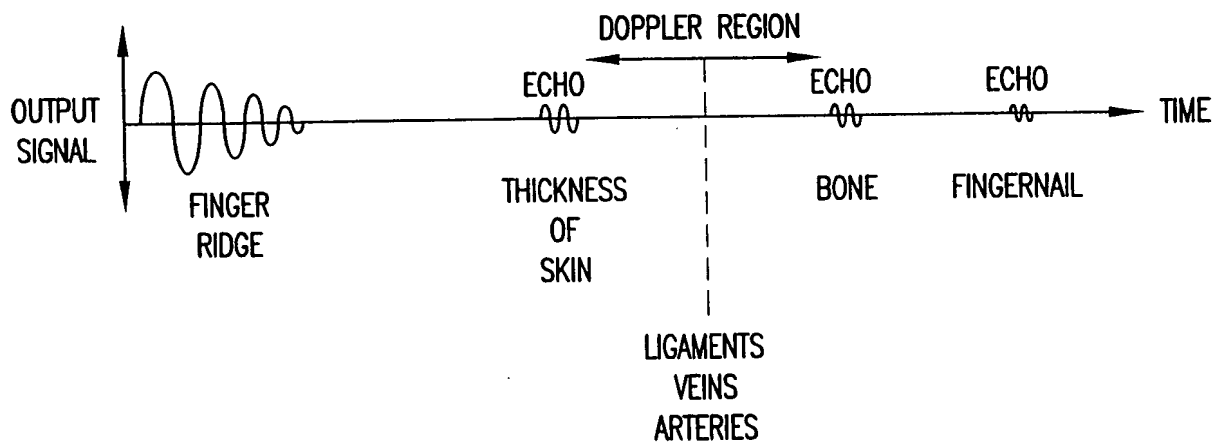 DOPPLER REGION
ECHO
ECHO
ECHO
OUTPUT
SIGNAL
TIME
FINGER
RIDGE
THICKNESS
OF
SKIN
BONE
FINGERNAIL
LIGAMENTS
VEINS
ARTERIES